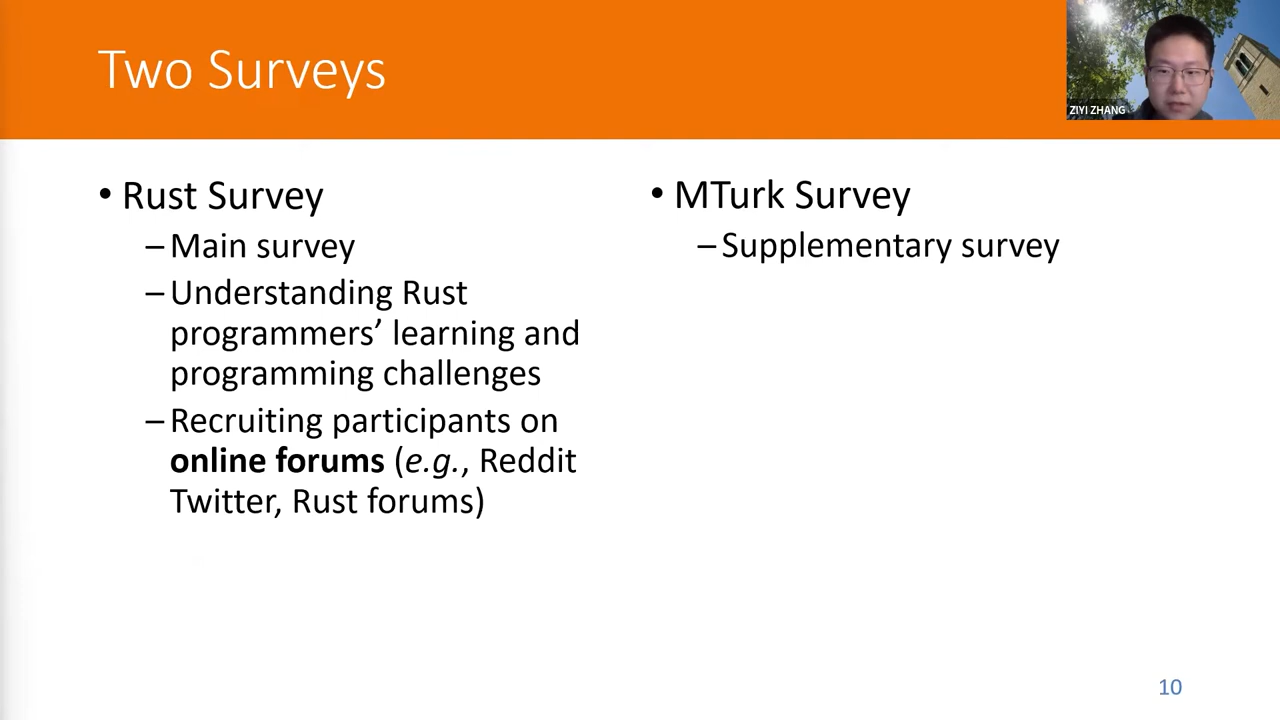 Two Surveys
ZIYI ZHANG
• Rust Survey
– Main survey
– Understanding Rust
programmers’ learning and
programming challenges
– Recruiting participants on
online forums (e.g., Reddit
Twitter, Rust forums)
• MTurk Survey
– Supplementary survey
10